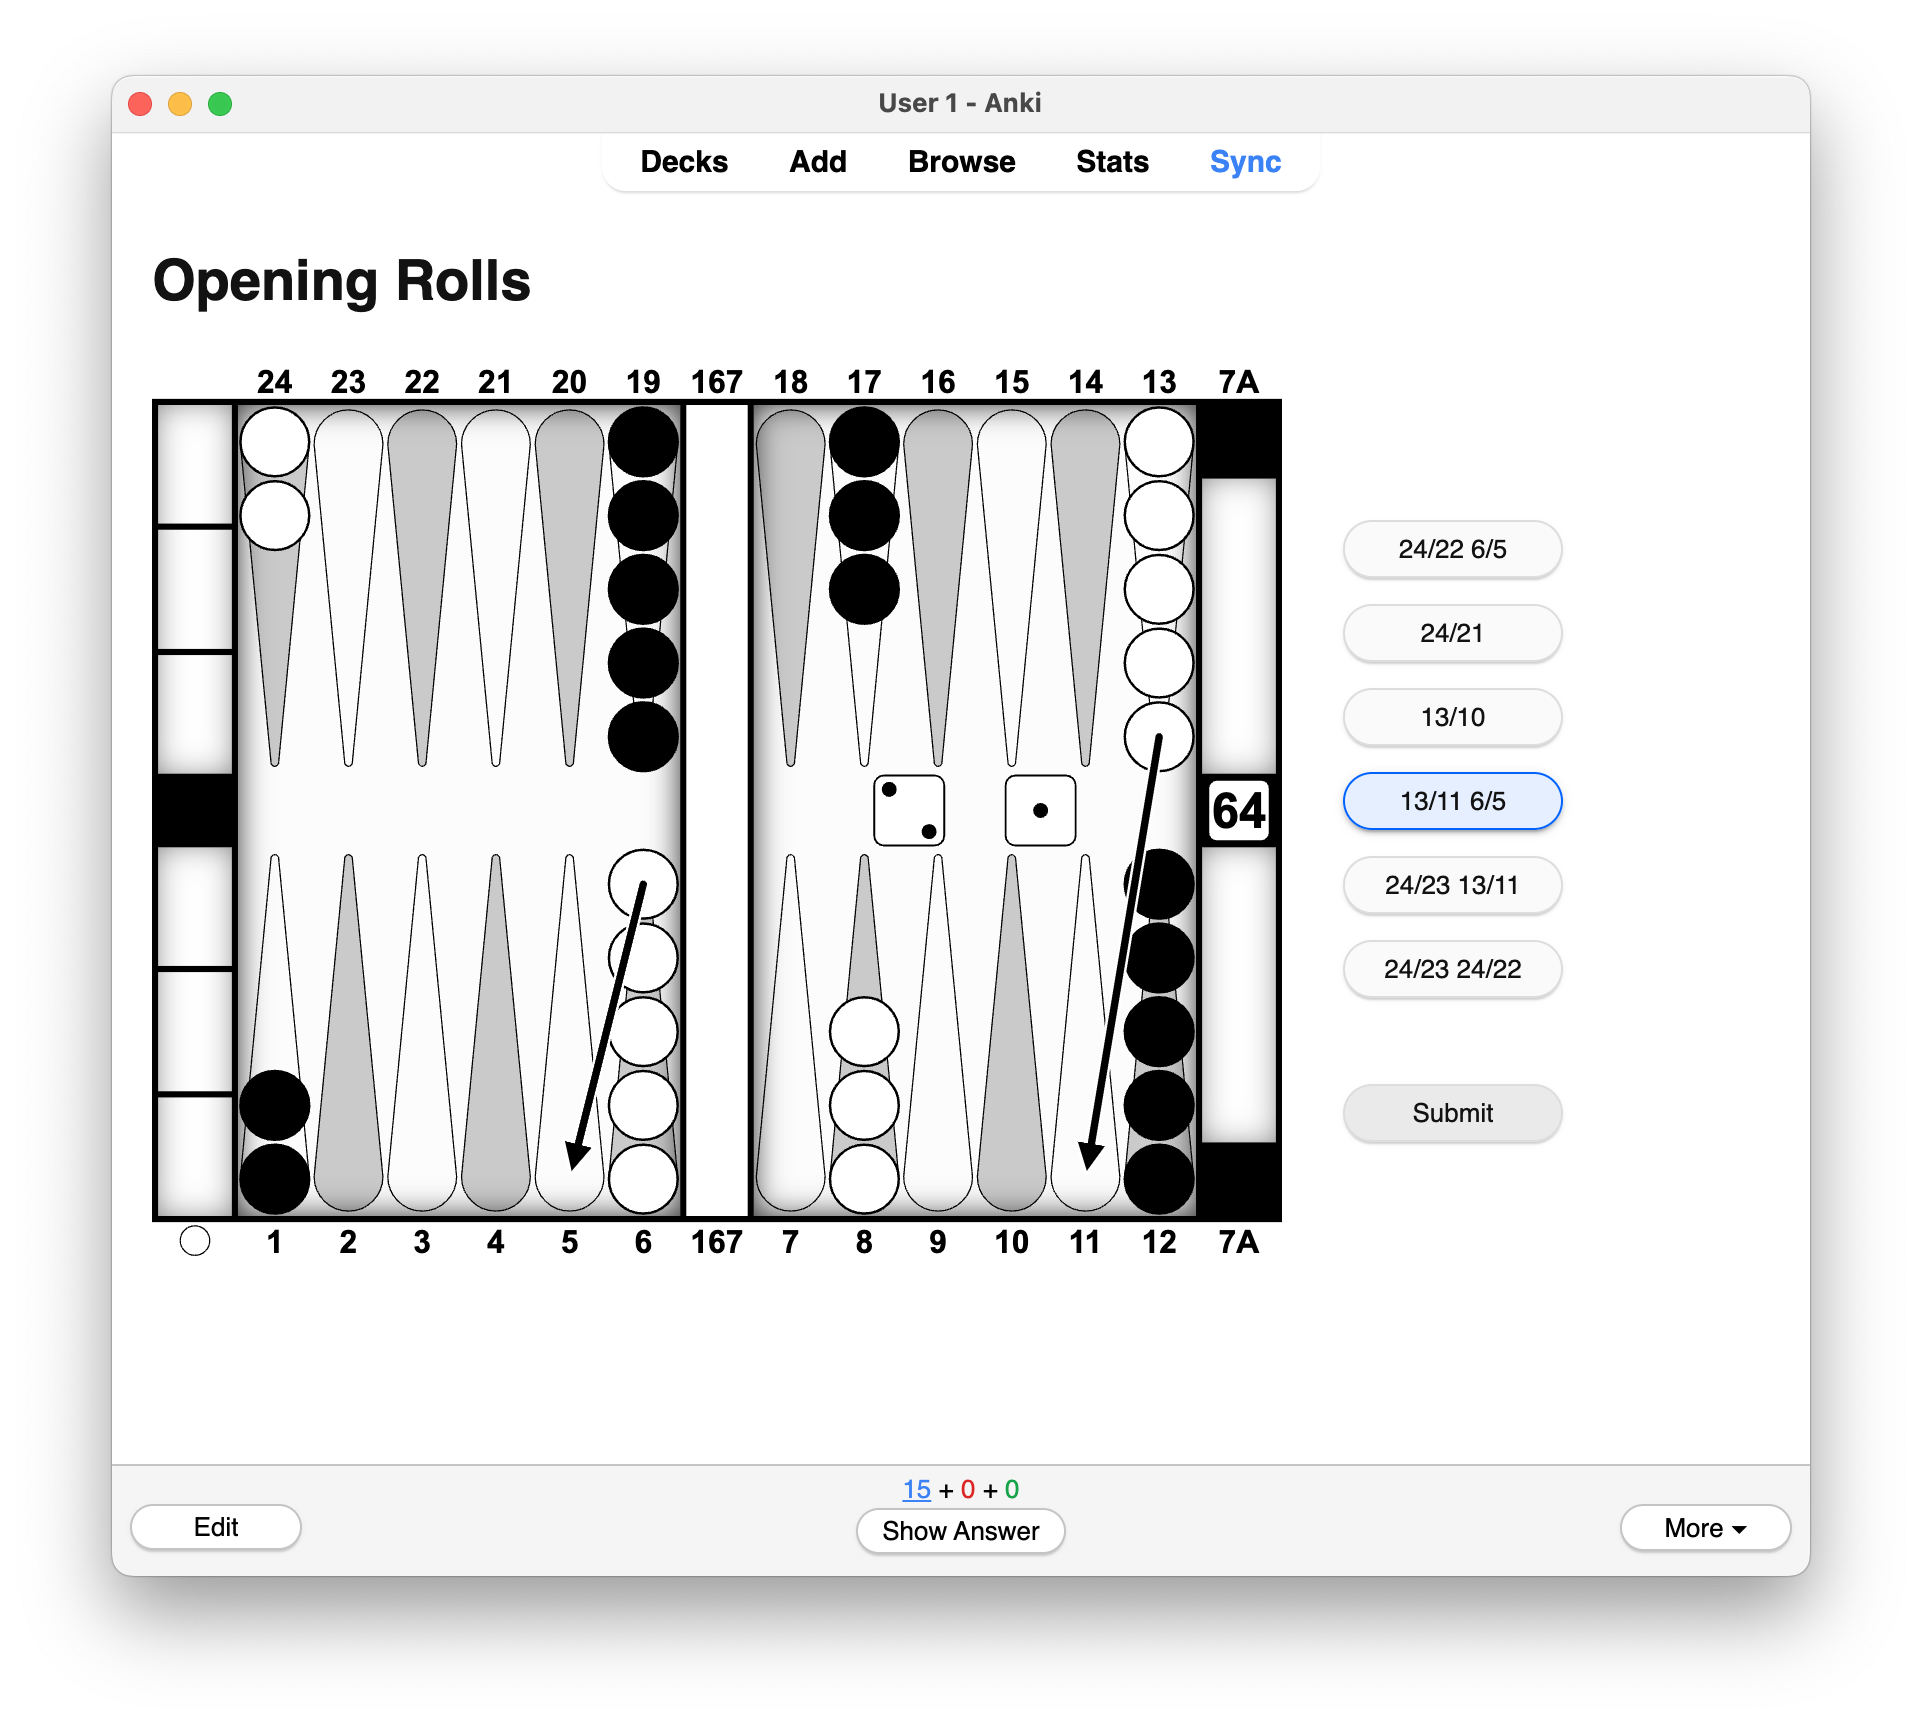 User 1 - Anki
Decks Add Browse Stats Sync
Opening Rolls
24 23 22 21 20 19 167 18 17 16 15 14 13 7A
64
1 2 3 4 5 6 167 7 8 9 10 11 12 7A
24/22 6/5
24/21
13/10
13/11 6/5
24/23 13/11
24/23 24/22
Submit
15 + 0 + 0
Edit Show Answer More